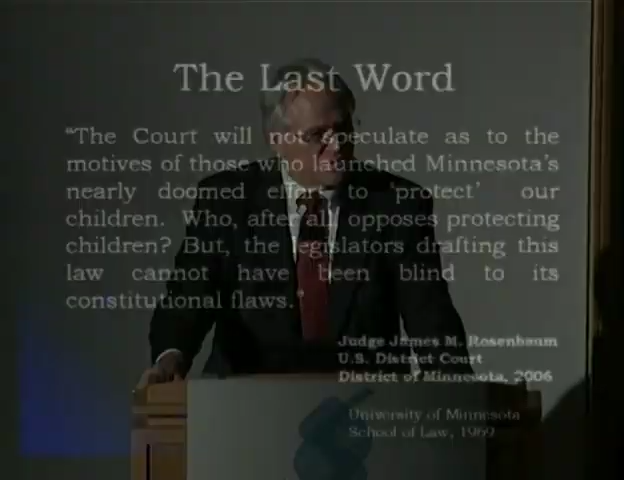 The Last Word
“The Court will not speculate as to the
motives of those who launched Minnesota's
nearly doomed effort to 'protect' our
children. Who, after all, opposes protecting
children? But, the legislators drafting this
law cannot have been blind to its
constitutional flaws.
Judge James M. Rosenbaum
U.S. District Court
District of Minnesota, 2006
University of Minnesota
School of Law, 1969